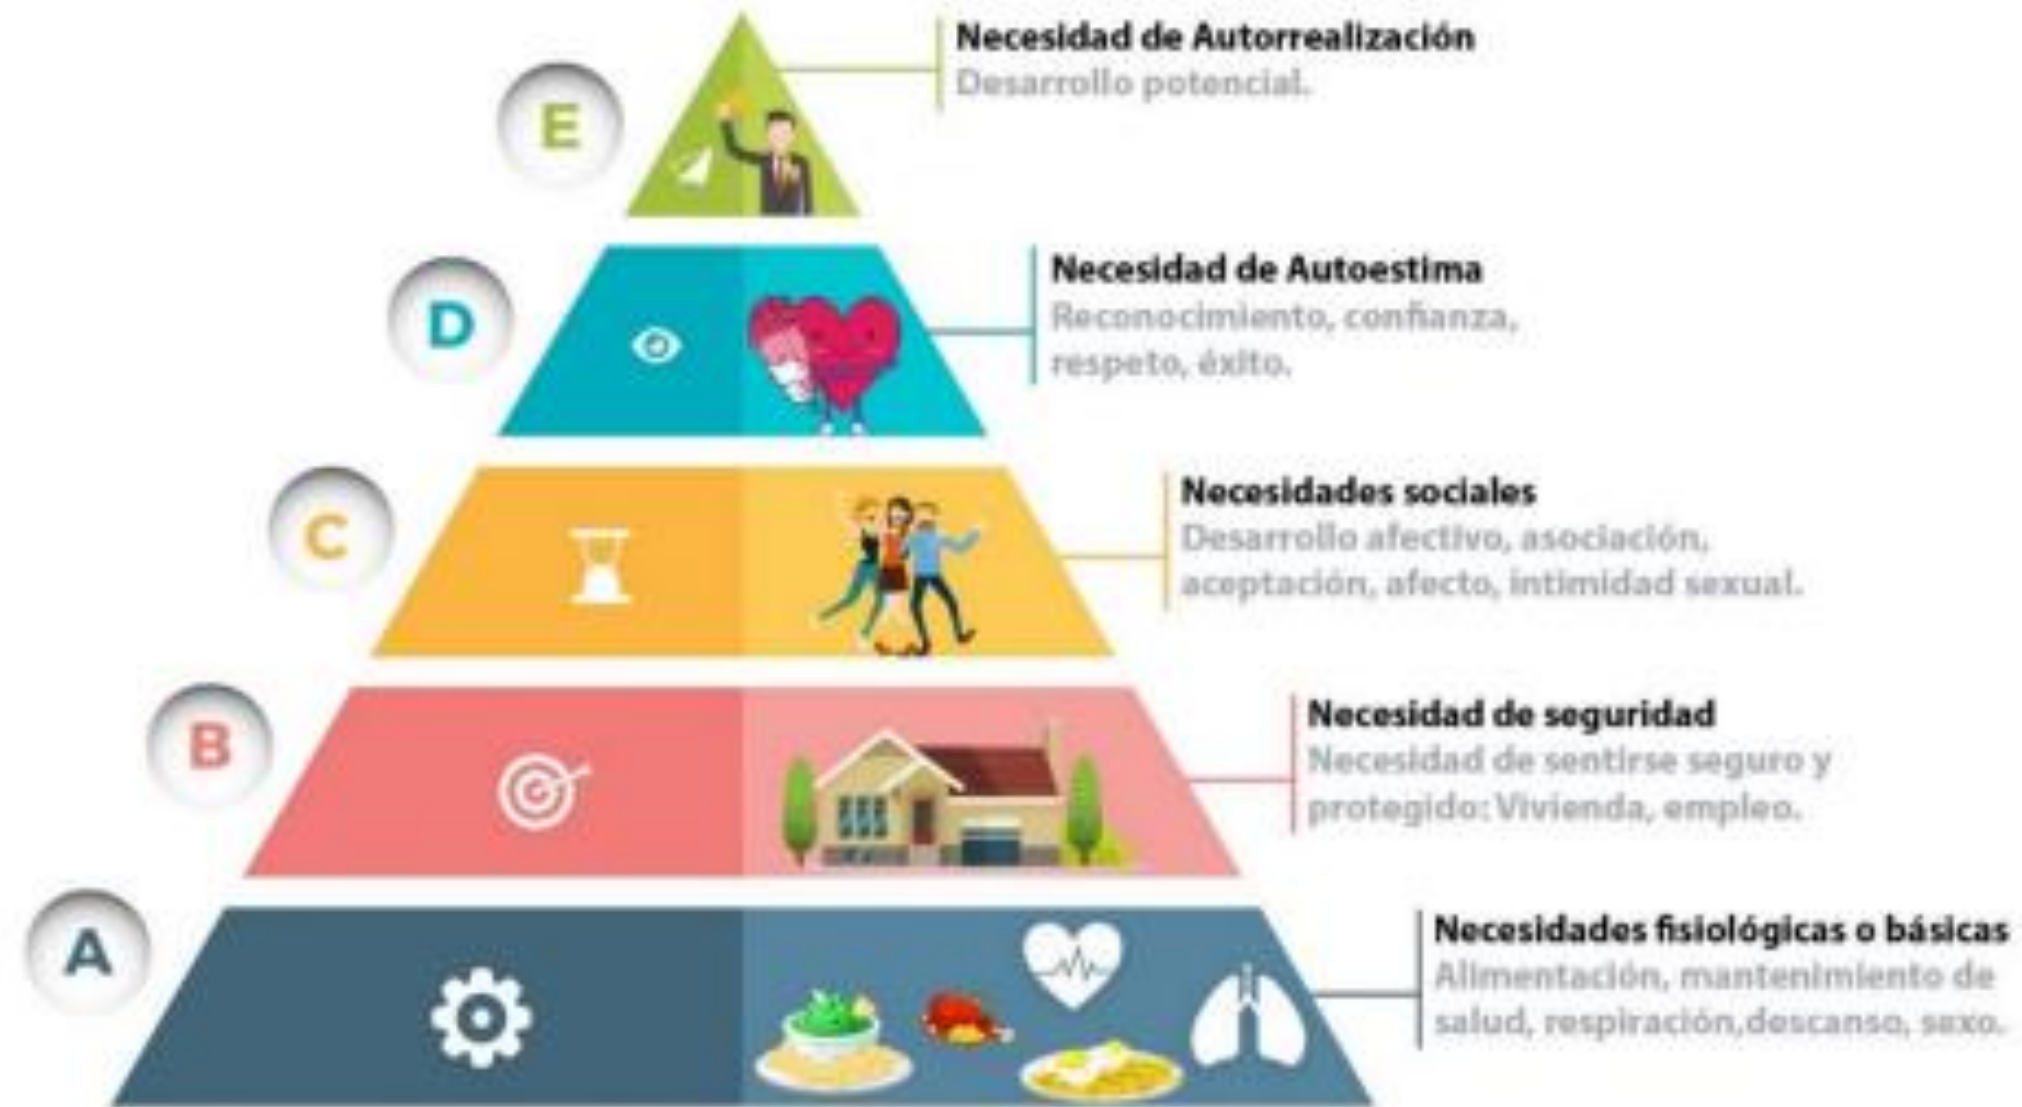 E
Necesidad de Autorrealización
Desarrollo potencial.
D
Necesidad de Autoestima
Reconocimiento, confianza,
respeto, éxito.
C
Necesidades sociales
Desarrollo afectivo, asociación,
aceptación, afecto, intimidad sexual.
B
Necesidad de seguridad
Necesidad de sentirse seguro y
protegido: Vivienda, empleo.
A
Necesidades fisiológicas o básicas
Alimentación, mantenimiento de
salud, respiración,descanso, sexo.